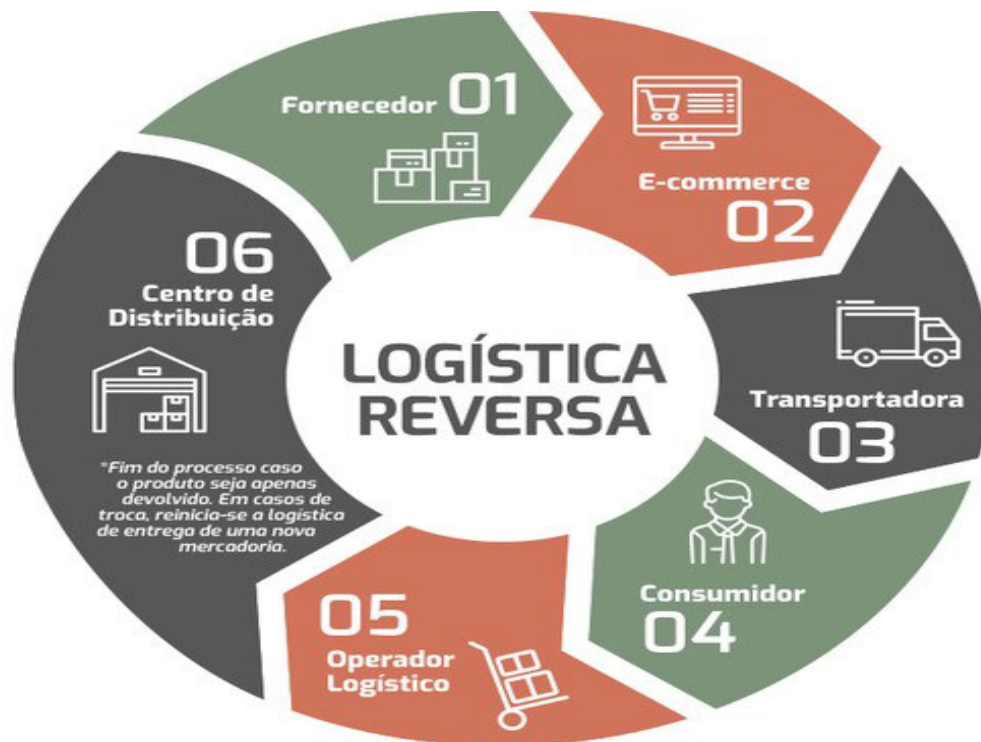 Fornecedor 01
E-commerce
02
Transportadora
03
Consumidor
04
05
Operador
Logístico
06
Centro de
Distribuição
*Fim do processo caso
o produto seja apenas
devolvido. Em casos de
troca, reinicia-se a logística
de entrega de uma nova
mercadoria.
LOGÍSTICA
REVERSA